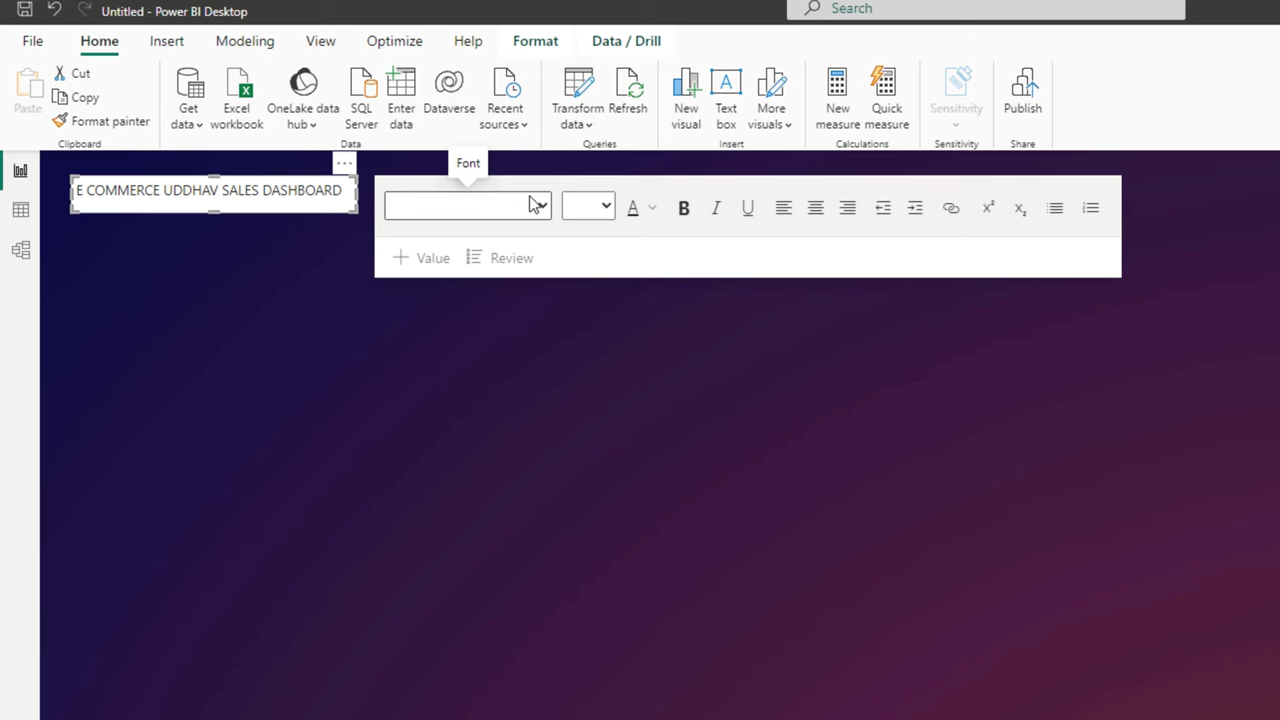 Untitled - Power BI Desktop
Search
File Home Insert Modeling View Optimize Help Format Data / Drill
Paste
Cut
Copy
Format painter
Clipboard
Get data
Excel workbook
OneLake data hub
SQL Server
Enter data
Dataverse
Recent sources
Data
Transform data
Refresh
Queries
New visual
Text box
More visuals
Insert
New measure
Quick measure
Calculations
Sensitivity
Sensitivity
Publish
Share
Font
E COMMERCE UDDHAV SALES DASHBOARD
Value
Review